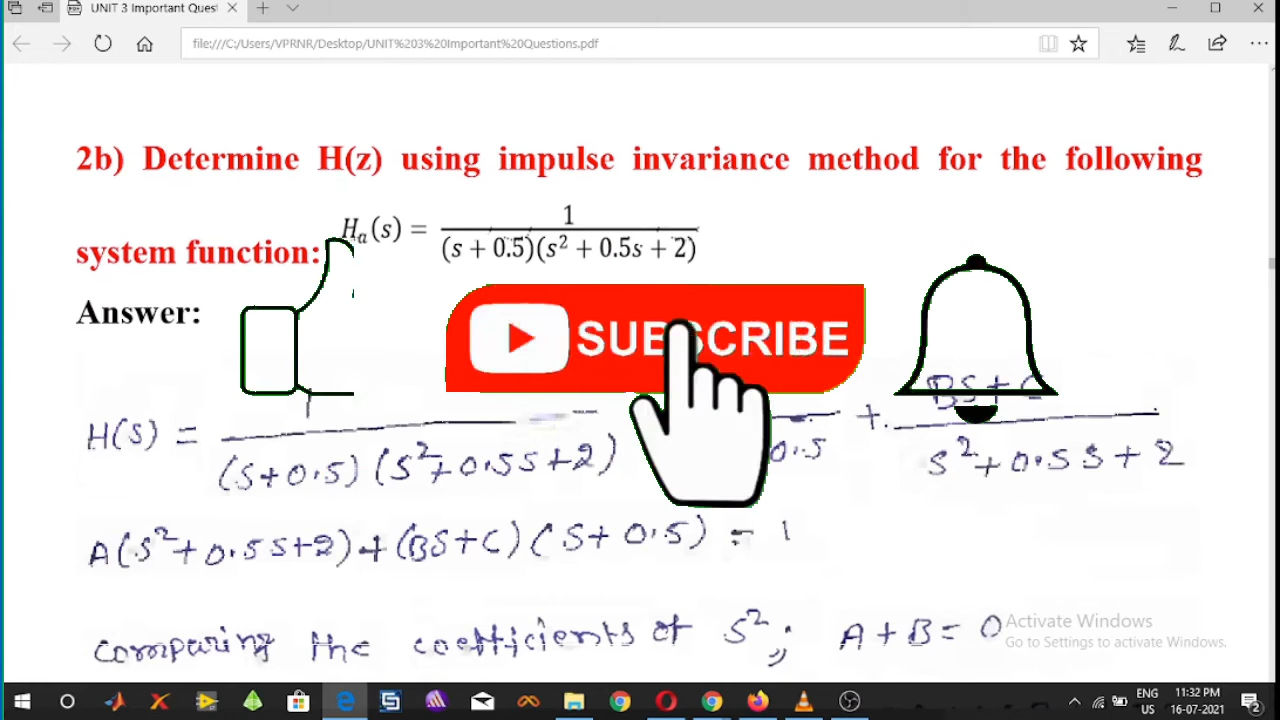 UNIT 3 Important Quest
file:///C:/Users/VPRNR/Desktop/UNIT%203%20Important%20Questions.pdf
2b) Determine H(z) using impulse invariance method for the following
system function: Hₐ(s) = 1 / (s + 0.5)(s² + 0.5s + 2)
Answer:
SUBSCRIBE
H(S) = 1 / (S+0.5) (S²+0.5S+2) 0.5 + BS+C / S²+0.5S+2
A(S²+0.5S+2)+(BS+C)(S+0.5) = 1
Comparing the coefficients of S²; A+B=0
Activate Windows
Go to Settings to activate Windows.
ENG
US
11:32 PM
16-07-2021
2